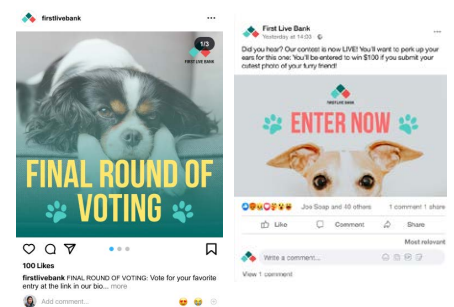 firstlivebank
1/3
FIRST LIVE BANK
FINAL ROUND OF
VOTING
100 Likes
firstlivebank FINAL ROUND OF VOTING: Vote for your favorite
entry at the link in our bio... more
Add comment...
First Live Bank
Yesterday at 14:00
Did you hear? Our contest is now LIVE! You'll want to perk up your
ears for this one: You'll be entered to win $100 if you submit your
cutest photo of your furry friend!
FIRST LIVE BANK
ENTER NOW
Joe Soap and 48 others
1 comment 1 share
Like
Comment
Share
Most relevant
Write a comment...
View 1 comment